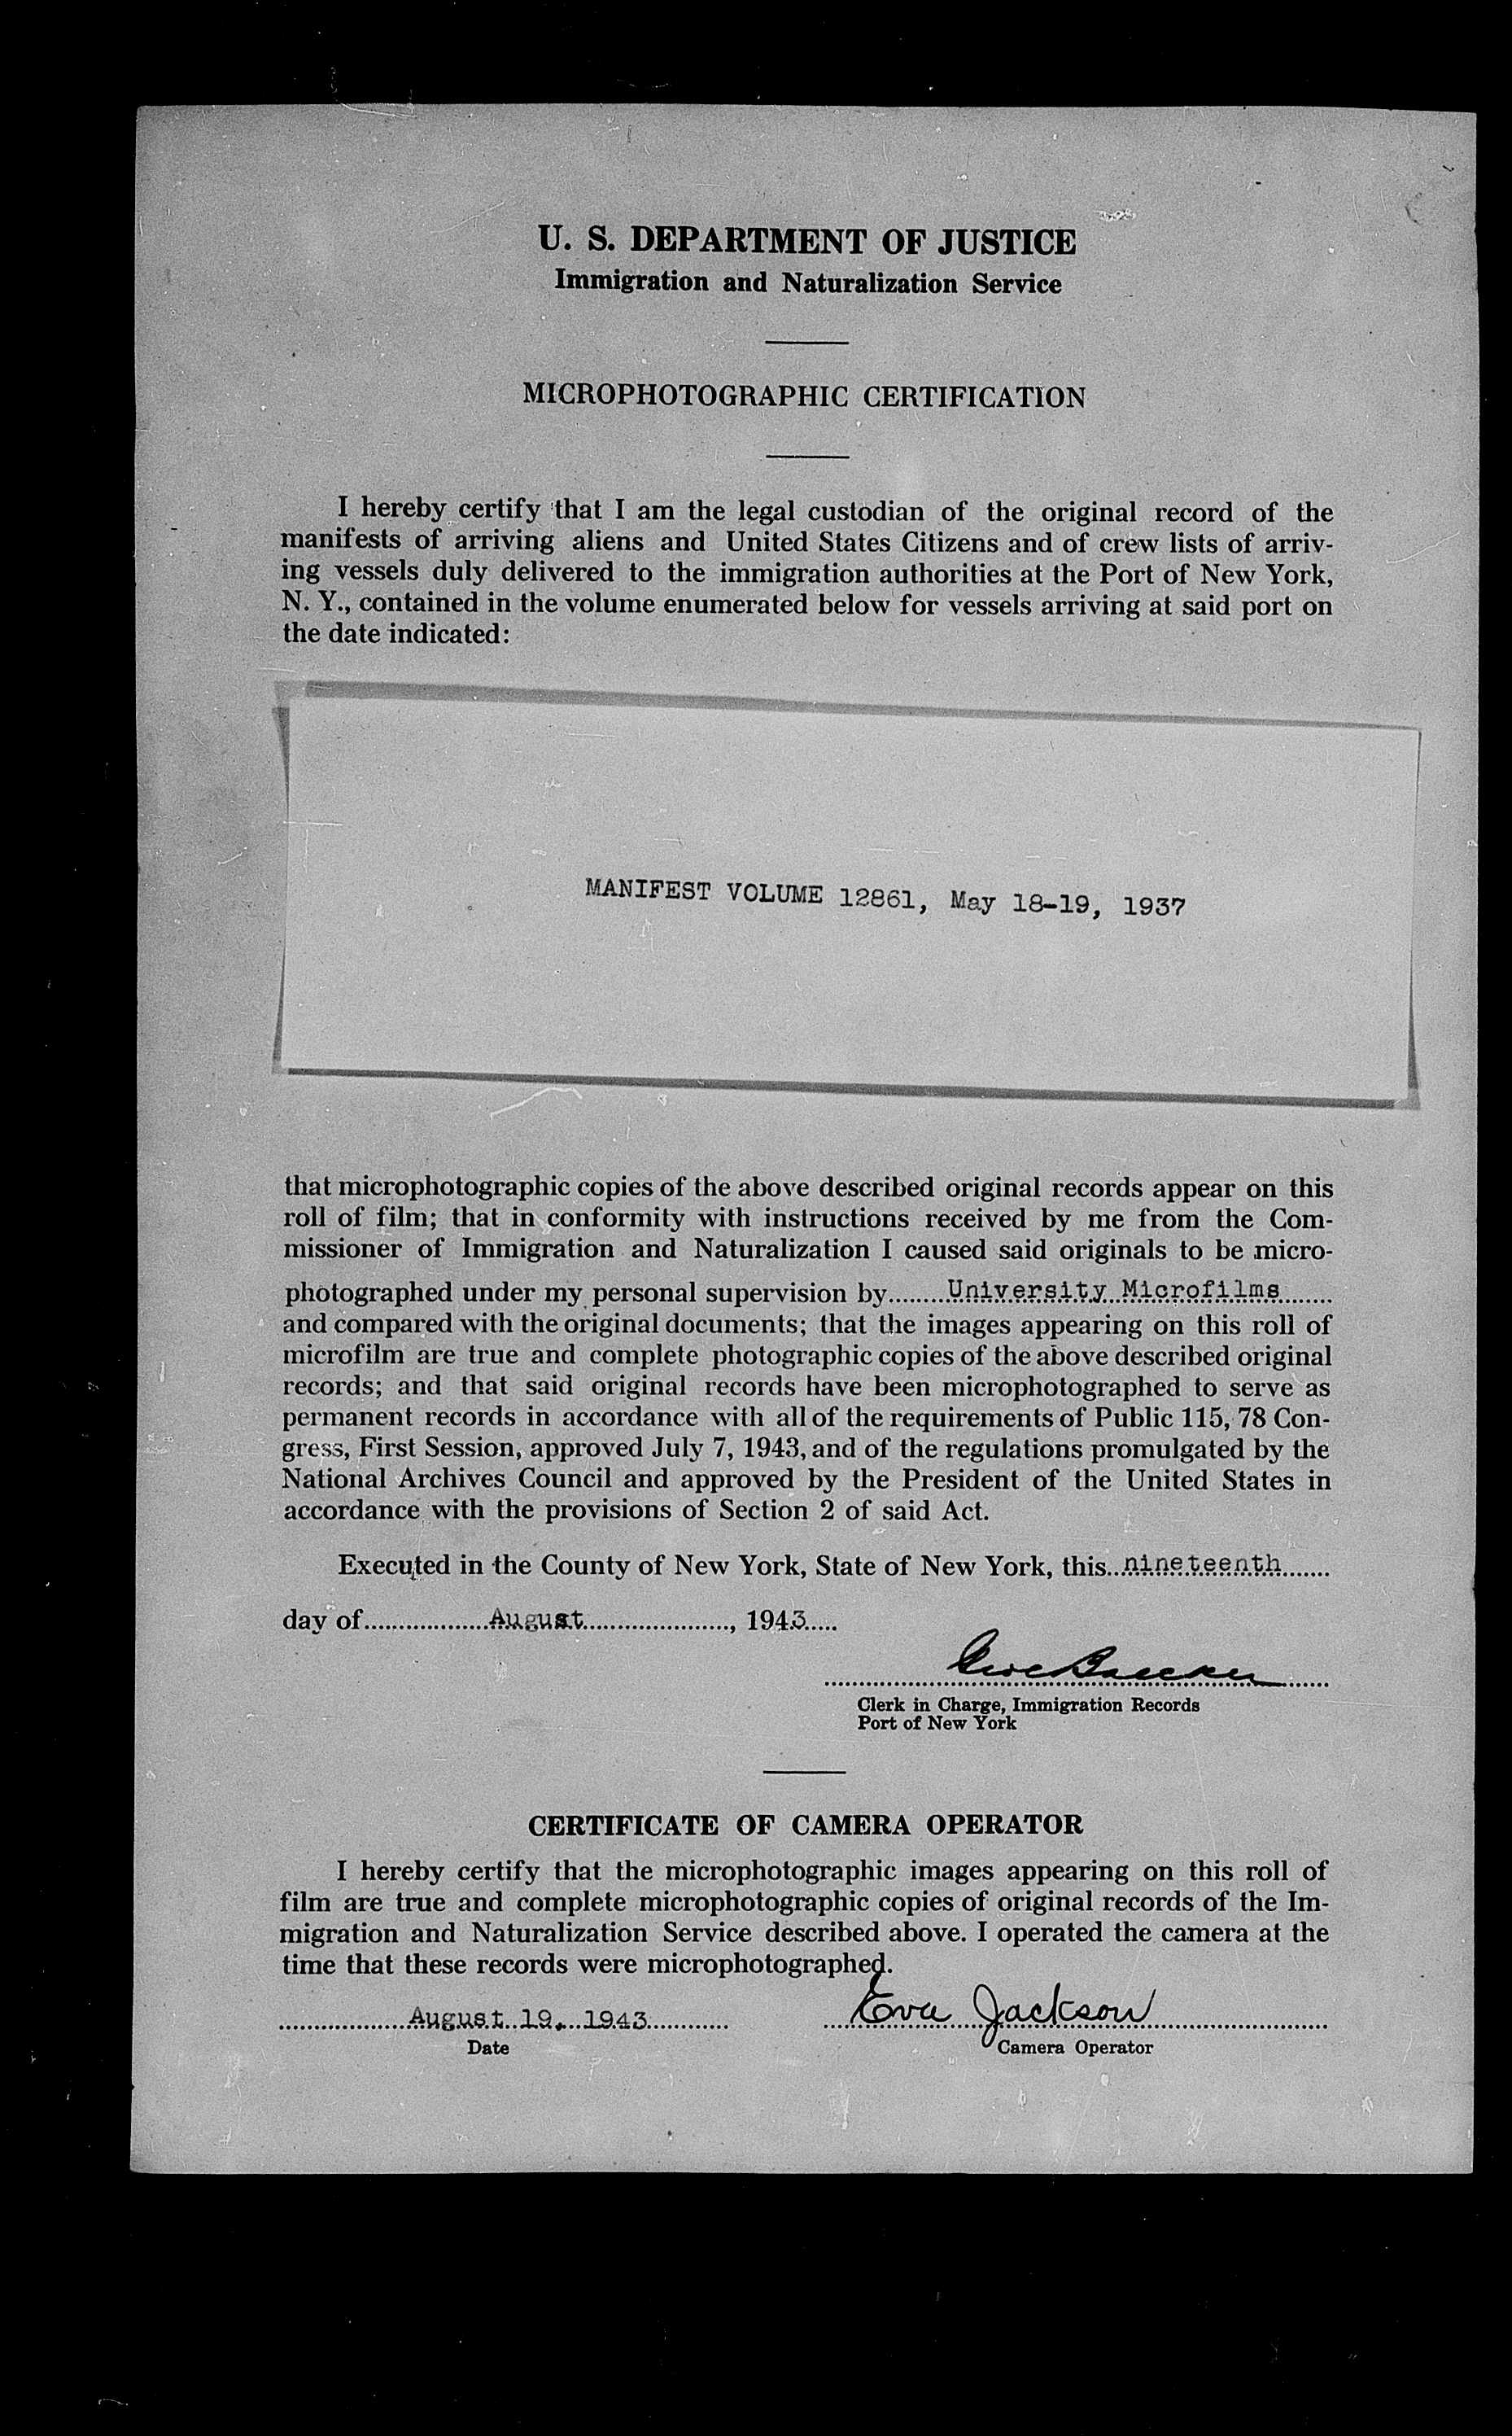 U. S. DEPARTMENT OF JUSTICE
Immigration and Naturalization Service
MICROPHOTOGRAPHIC CERTIFICATION
I hereby certify that I am the legal custodian of the original record of the
manifests of arriving aliens and United States Citizens and of crew lists of arriv-
ing vessels duly delivered to the immigration authorities at the Port of New York,
N. Y., contained in the volume enumerated below for vessels arriving at said port on
the date indicated:
MANIFEST VOLUME 12861, May 18-19, 1937
that microphotographic copies of the above described original records appear on this
roll of film; that in conformity with instructions received by me from the Com-
missioner of Immigration and Naturalization I caused said originals to be micro-
photographed under my personal supervision by........University Microfilms.......
and compared with the original documents; that the images appearing on this roll of
microfilm are true and complete photographic copies of the above described original
records; and that said original records have been microphotographed to serve as
permanent records in accordance with all of the requirements of Public 115, 78 Con-
gress, First Session, approved July 7, 1943, and of the regulations promulgated by the
National Archives Council and approved by the President of the United States in
accordance with the provisions of Section 2 of said Act.
Executed in the County of New York, State of New York, this..nineteenth.......
day of..................August....................., 1943.....
Clerk in Charge, Immigration Records
Port of New York
CERTIFICATE OF CAMERA OPERATOR
I hereby certify that the microphotographic images appearing on this roll of
film are true and complete microphotographic copies of original records of the Im-
migration and Naturalization Service described above. I operated the camera at the
time that these records were microphotographed.
August 19, 1943
Eva Jackson
Date
Camera Operator